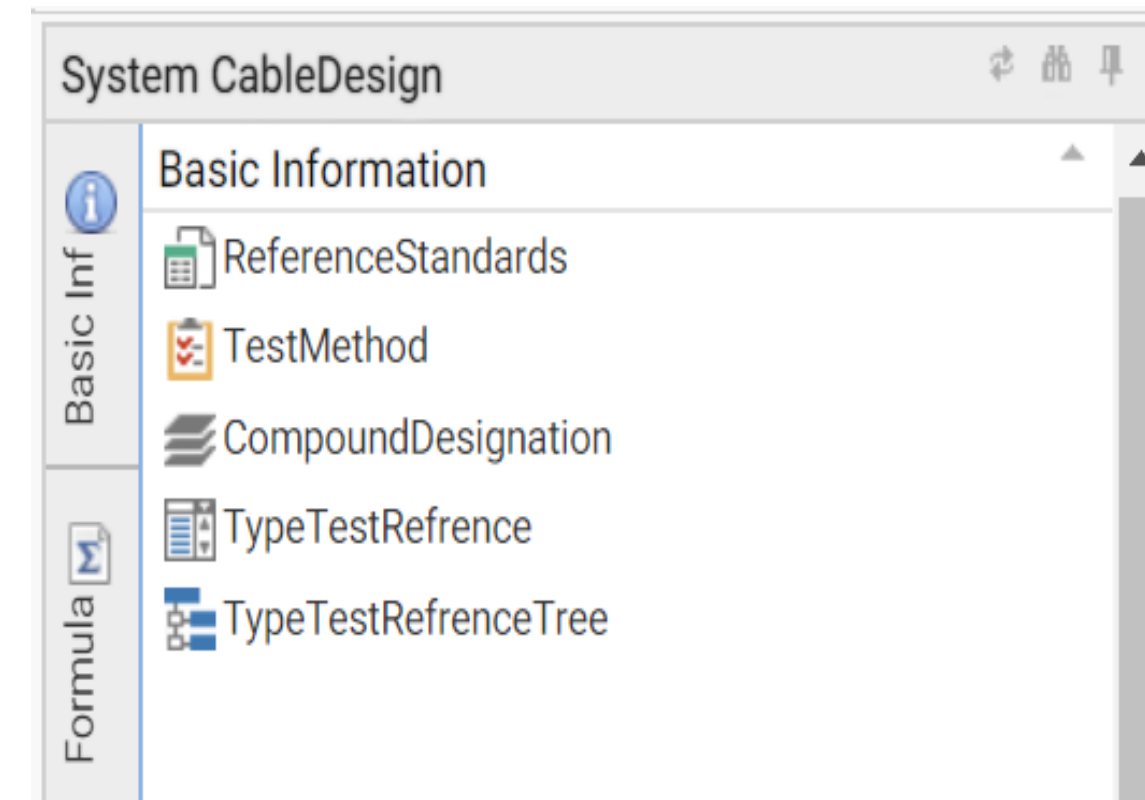 System CableDesign
Basic Inf
Formula
Basic Information
ReferenceStandards
TestMethod
CompoundDesignation
TypeTestRefrence
TypeTestRefrenceTree